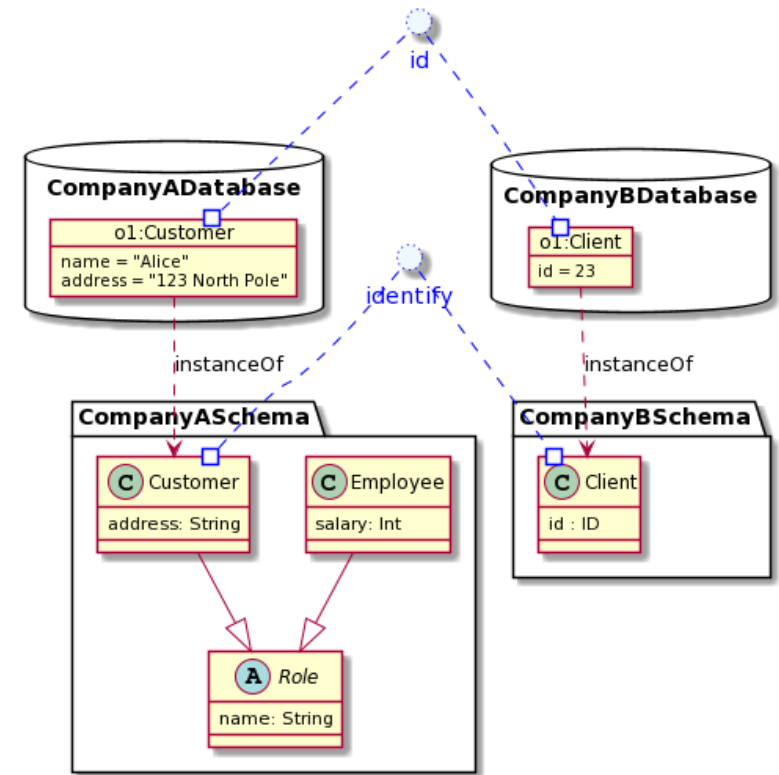 id
CompanyADatabase
CompanyBDatabase
o1:Customer
name = "Alice"
address = "123 North Pole"
o1:Client
id = 23
identify
instanceOf
instanceOf
CompanyASchema
CompanyBSchema
C Customer
address: String
C Employee
salary: Int
C Client
id : ID
A Role
name: String